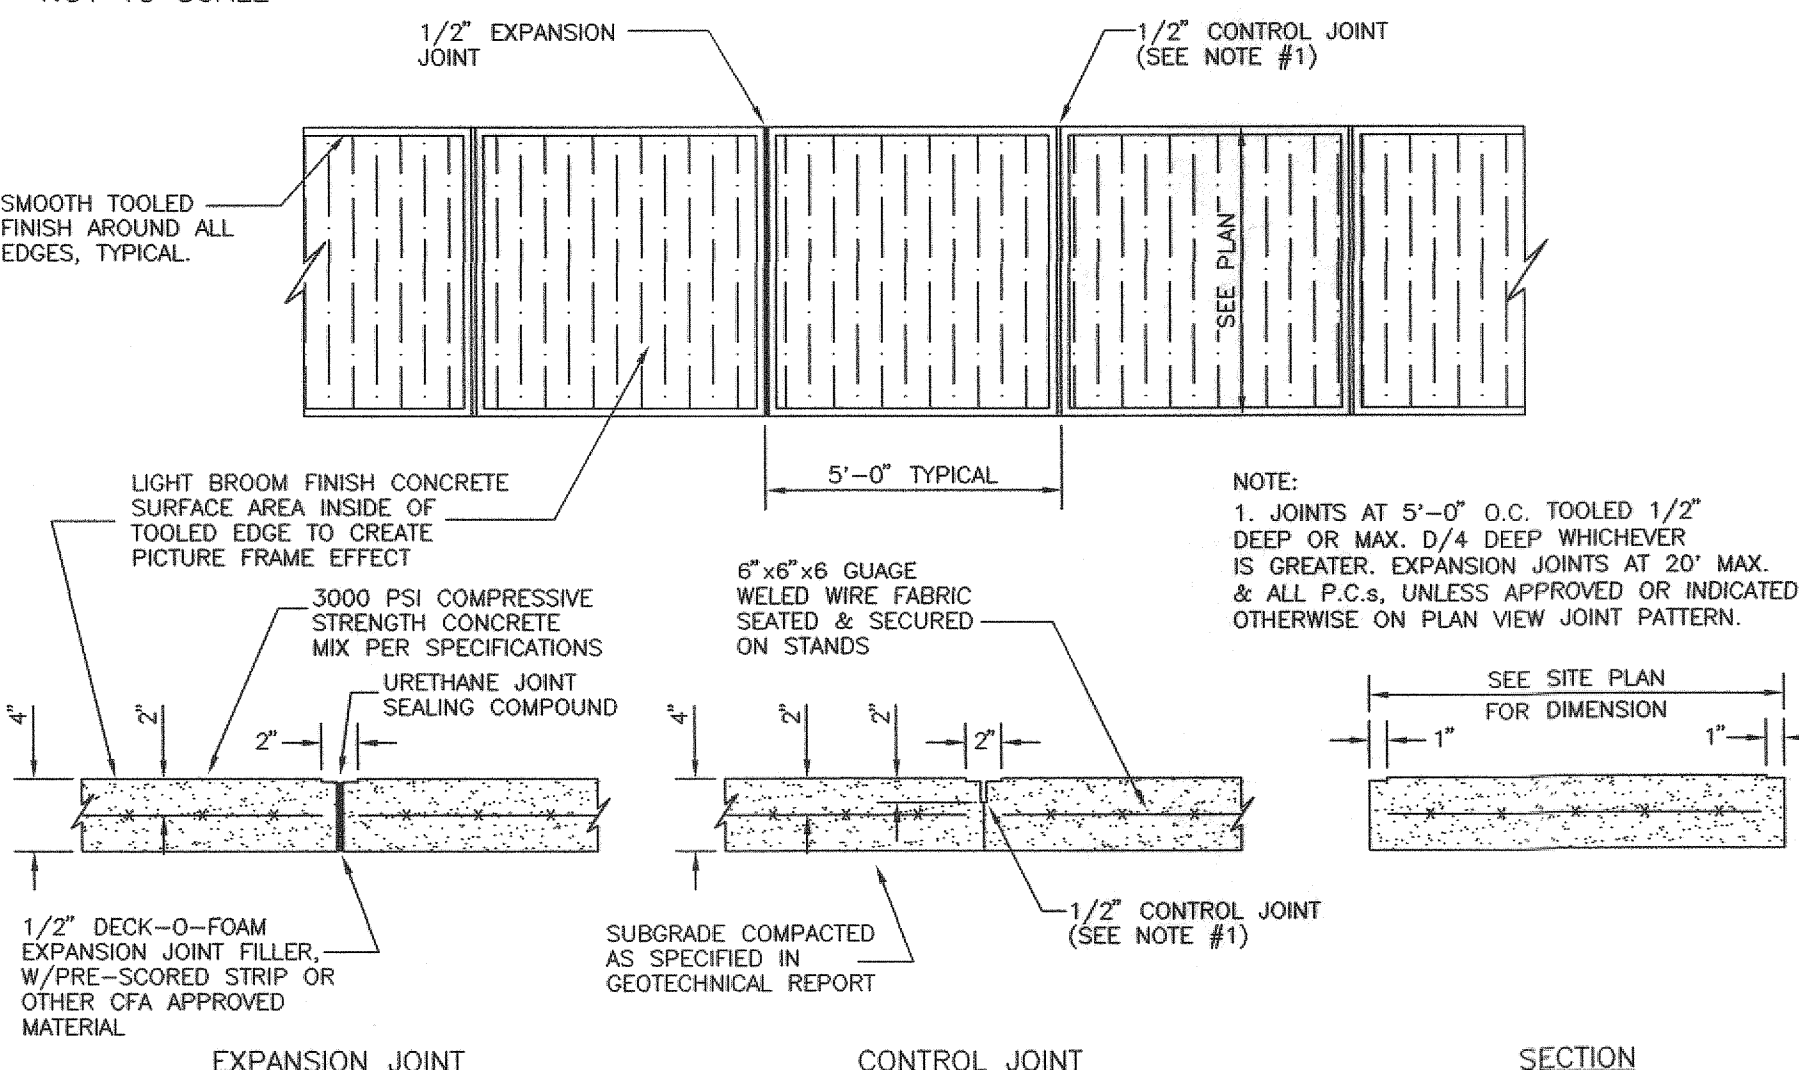 NOT TO SCALE
1/2" EXPANSION
JOINT
1/2" CONTROL JOINT
(SEE NOTE #1)
SMOOTH TOOLED
FINISH AROUND ALL
EDGES, TYPICAL.
SEE PLAN
5'-0" TYPICAL
LIGHT BROOM FINISH CONCRETE
SURFACE AREA INSIDE OF
TOOLED EDGE TO CREATE
PICTURE FRAME EFFECT
NOTE:
1. JOINTS AT 5'-0" O.C. TOOLED 1/2"
DEEP OR MAX. D/4 DEEP WHICHEVER
IS GREATER. EXPANSION JOINTS AT 20' MAX.
& ALL P.C.s, UNLESS APPROVED OR INDICATED
OTHERWISE ON PLAN VIEW JOINT PATTERN.
3000 PSI COMPRESSIVE
STRENGTH CONCRETE
MIX PER SPECIFICATIONS
6"x6"x6 GUAGE
WELED WIRE FABRIC
SEATED & SECURED
ON STANDS
URETHANE JOINT
SEALING COMPOUND
4"
2"
2"
4"
2"
2"
2"
SEE SITE PLAN
FOR DIMENSION
1"
1"
1/2" DECK-O-FOAM
EXPANSION JOINT FILLER,
W/PRE-SCORED STRIP OR
OTHER CFA APPROVED
MATERIAL
SUBGRADE COMPACTED
AS SPECIFIED IN
GEOTECHNICAL REPORT
1/2" CONTROL JOINT
(SEE NOTE #1)
EXPANSION JOINT
CONTROL JOINT
SECTION